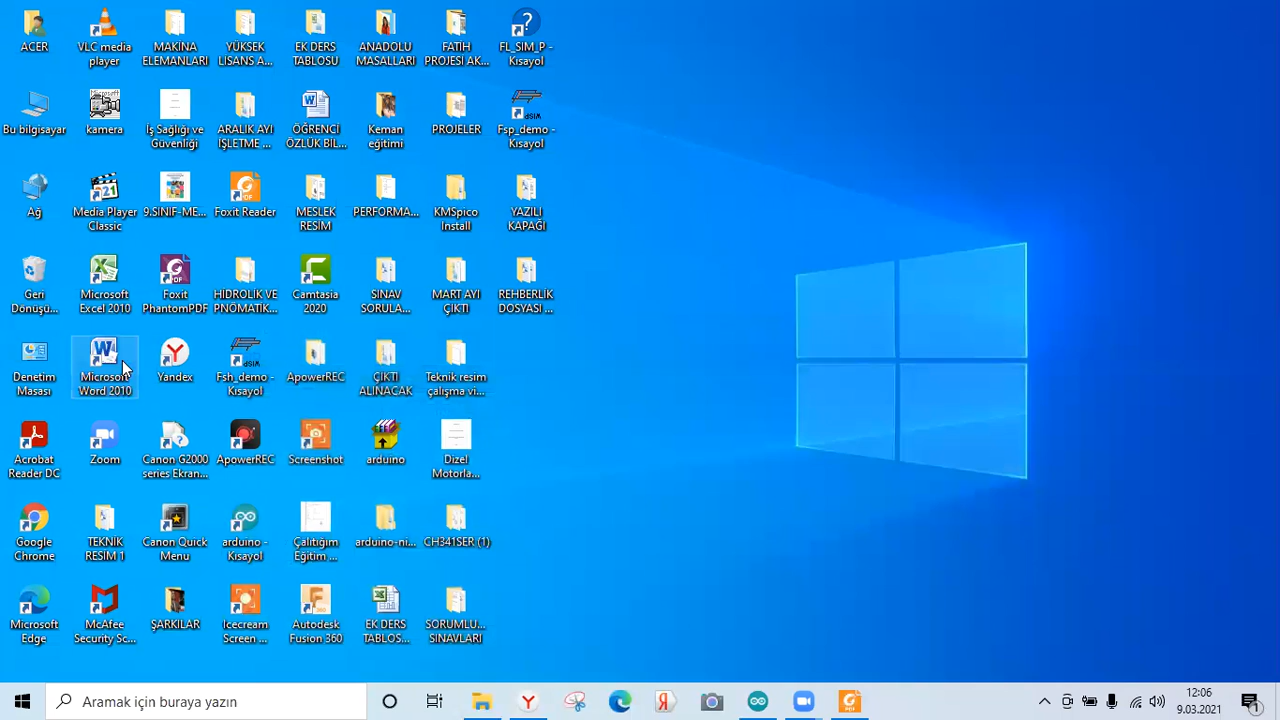 ACER
VLC media
player
MAKİNA
ELEMANLARI
YÜKSEK
LİSANS A...
EK DERS
TABLOSU
ANADOLU
MASALLARI
FATİH
PROJESİ AK...
FL_SIM_P -
Kısayol
Bu bilgisayar
kamera
İş Sağlığı ve
Güvenliği
ARALIK AYI
İŞLETME ...
ÖĞRENCİ
ÖZLÜK BİL...
Keman
eğitimi
PROJELER
Fsp_demo -
Kısayol
Ağ
Media Player
Classic
9.SINIF-ME...
Foxit Reader
MESLEK
RESİM
PERFORMA...
KMSpico
Install
YAZILI
KAPAĞI
Geri
Dönüşü...
Microsoft
Excel 2010
Foxit
PhantomPDF
HİDROLİK VE
PNÖMATİK...
Camtasia
2020
SINAV
SORULA...
MART AYI
ÇIKTI
REHBERLİK
DOSYASI ...
Denetim
Masası
Microsoft
Word 2010
Yandex
Fsh_demo -
Kısayol
ApowerREC
ÇIKTI
ALINACAK
Teknik resim
çalışma vi...
Acrobat
Reader DC
Zoom
Canon G2000
series Ekran...
ApowerREC
Screenshot
arduino
Dizel
Motorla...
Google
Chrome
TEKNİK
RESİM 1
Canon Quick
Menu
arduino -
Kısayol
Çalıtığım
Eğitim ...
arduino-ni...
CH341SER (1)
Microsoft
Edge
McAfee
Security Sc...
ŞARKILAR
Icecream
Screen ...
Autodesk
Fusion 360
EK DERS
TABLOS...
SORUMLU...
SINAVLARI
Aramak için buraya yazın
12:06
9.03.2021